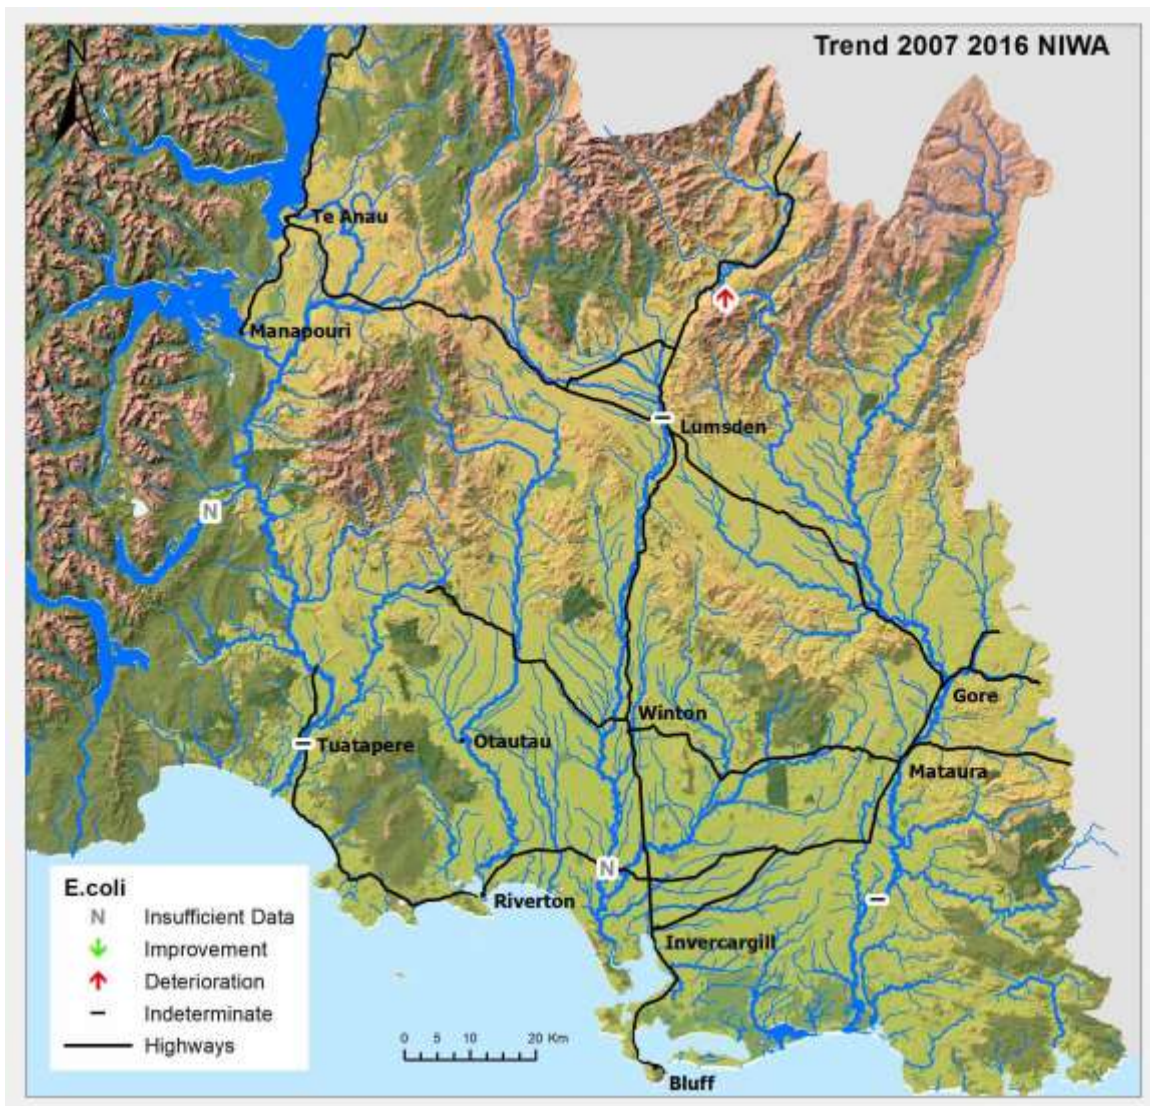 Trend 2007 2016 NIWA
N
Te Anau
Manapouri
Lumsden
N
Gore
Winton
Otautau
Tuatapere
Mataura
N
Riverton
Invercargill
Bluff
E.coli
N Insufficient Data
Improvement
Deterioration
Indeterminate
Highways
0 5 10 20 Km